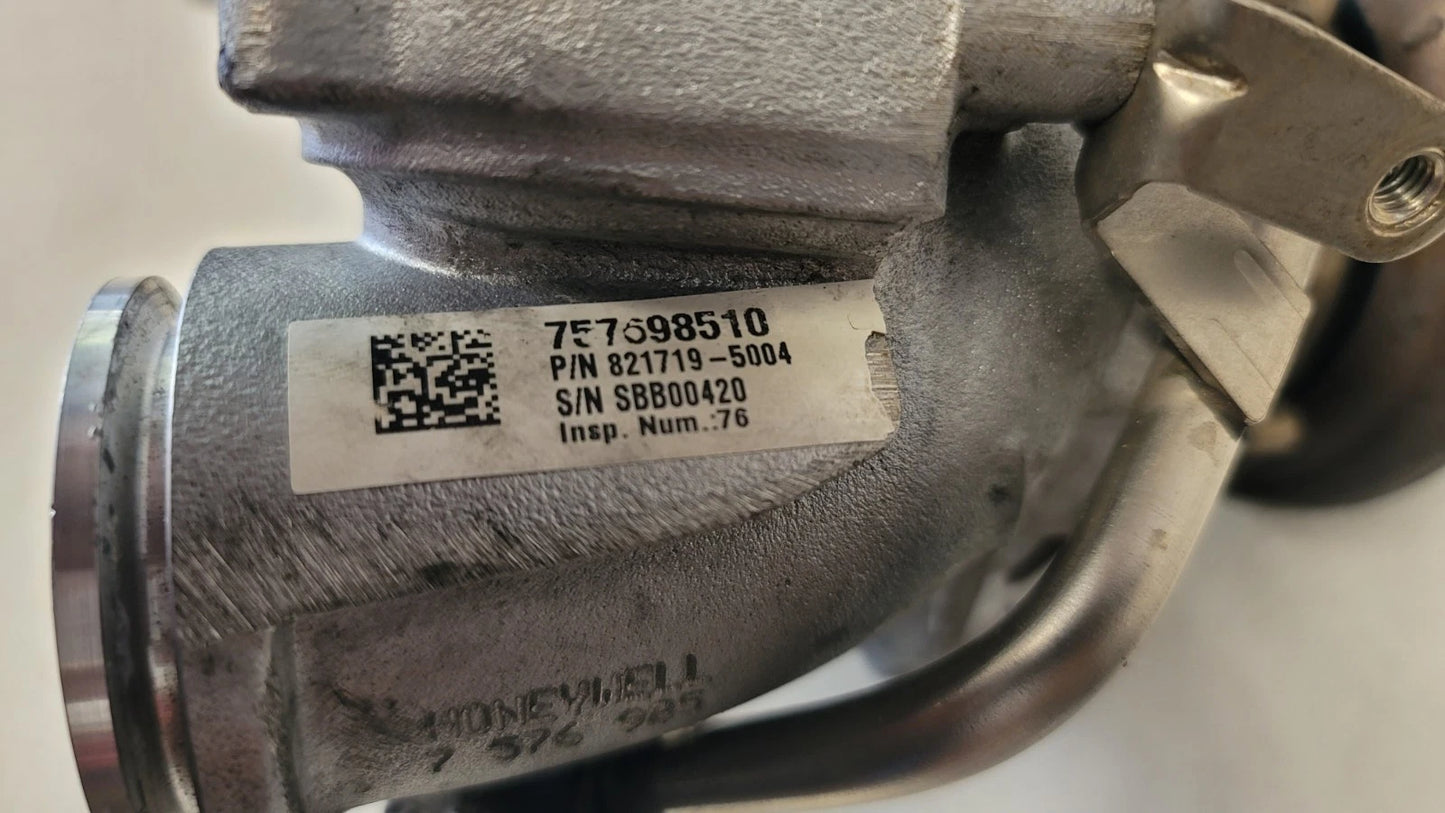 757698510
P/N 821719-5004
S/N SBB00420
Insp. Num.:76
HONEYWELL
7 576 985